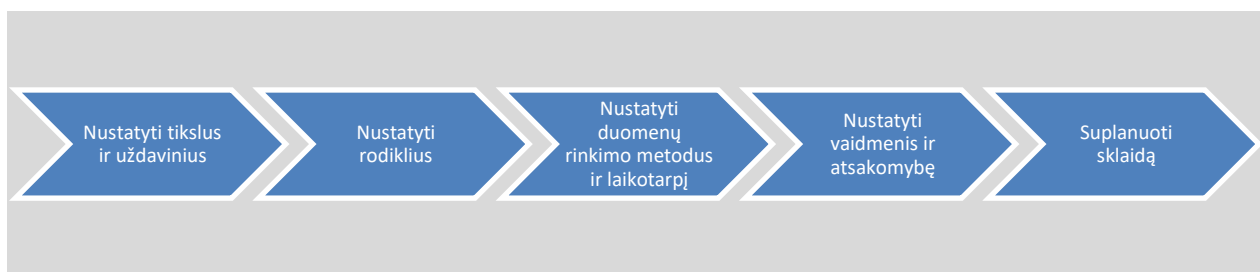 Nustatyti tikslus
ir uždavinius
Nustatyti
rodiklius
Nustatyti
duomenų
rinkimo metodus
ir laikotarpį
Nustatyti
vaidmenis ir
atsakomybę
Suplanuoti
sklaidą